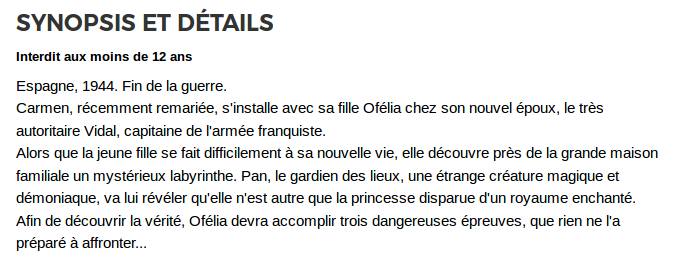 SYNOPSIS ET DÉTAILS
Interdit aux moins de 12 ans
Espagne, 1944. Fin de la guerre.
Carmen, récemment remariée, s'installe avec sa fille Ofélia chez son nouvel époux, le très
autoritaire Vidal, capitaine de l'armée franquiste.
Alors que la jeune fille se fait difficilement à sa nouvelle vie, elle découvre près de la grande maison
familiale un mystérieux labyrinthe. Pan, le gardien des lieux, une étrange créature magique et
démoniaque, va lui révéler qu'elle n'est autre que la princesse disparue d'un royaume enchanté.
Afin de découvrir la vérité, Ofélia devra accomplir trois dangereuses épreuves, que rien ne l'a
préparé à affronter...